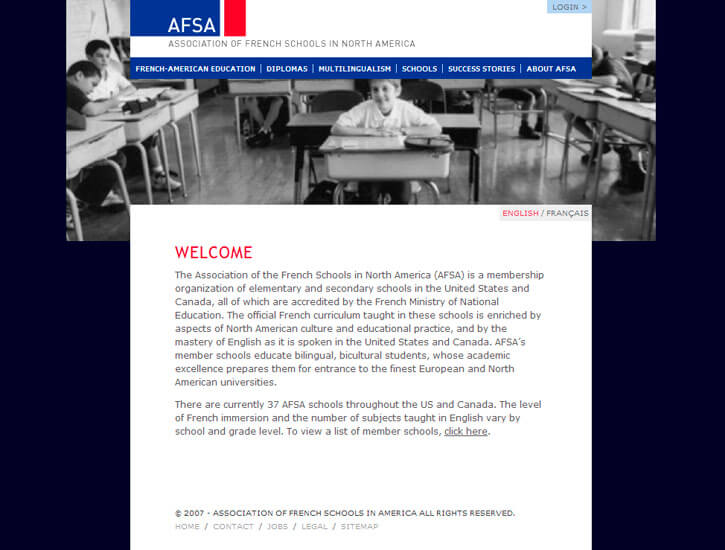 LOGIN >
AFSA
ASSOCIATION OF FRENCH SCHOOLS IN NORTH AMERICA
FRENCH-AMERICAN EDUCATION | DIPLOMAS | MULTILINGUALISM | SCHOOLS | SUCCESS STORIES | ABOUT AFSA
ENGLISH / FRANÇAIS
WELCOME
The Association of the French Schools in North America (AFSA) is a membership
organization of elementary and secondary schools in the United States and
Canada, all of which are accredited by the French Ministry of National
Education. The official French curriculum taught in these schools is enriched by
aspects of North American culture and educational practice, and by the
mastery of English as it is spoken in the United States and Canada. AFSA´s
member schools educate bilingual, bicultural students, whose academic
excellence prepares them for entrance to the finest European and North
American universities.
There are currently 37 AFSA schools throughout the US and Canada. The level
of French immersion and the number of subjects taught in English vary by
school and grade level. To view a list of member schools, click here.
© 2007 - ASSOCIATION OF FRENCH SCHOOLS IN AMERICA ALL RIGHTS RESERVED.
HOME / CONTACT / JOBS / LEGAL / SITEMAP